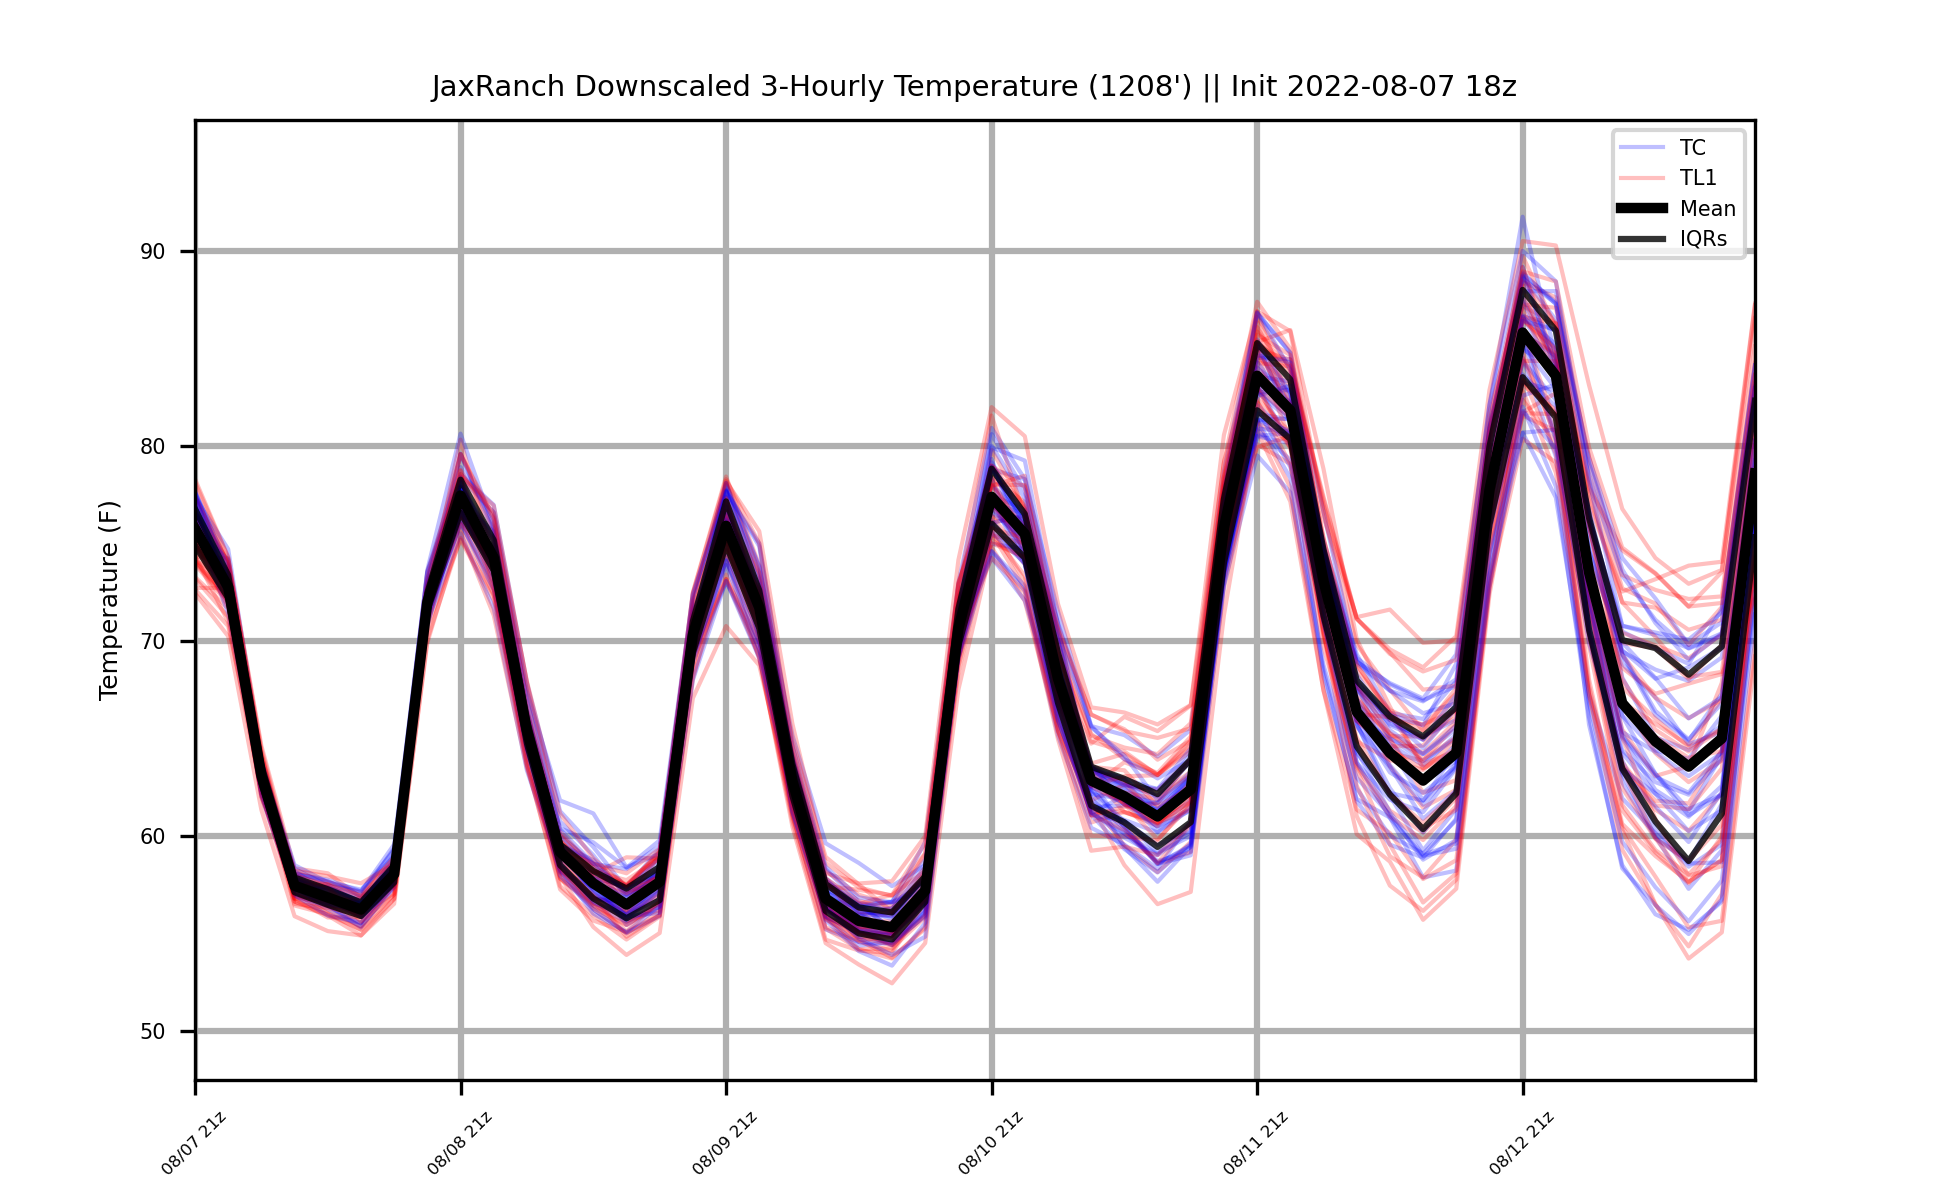 JaxRanch Downscaled 3-Hourly Temperature (1208') || Init 2022-08-07 18z
TC
TL1
Mean
IQRs
Temperature (F)
90
80
70
60
50
08/07 21z
08/08 21z
08/09 21z
08/10 21z
08/11 21z
08/12 21z